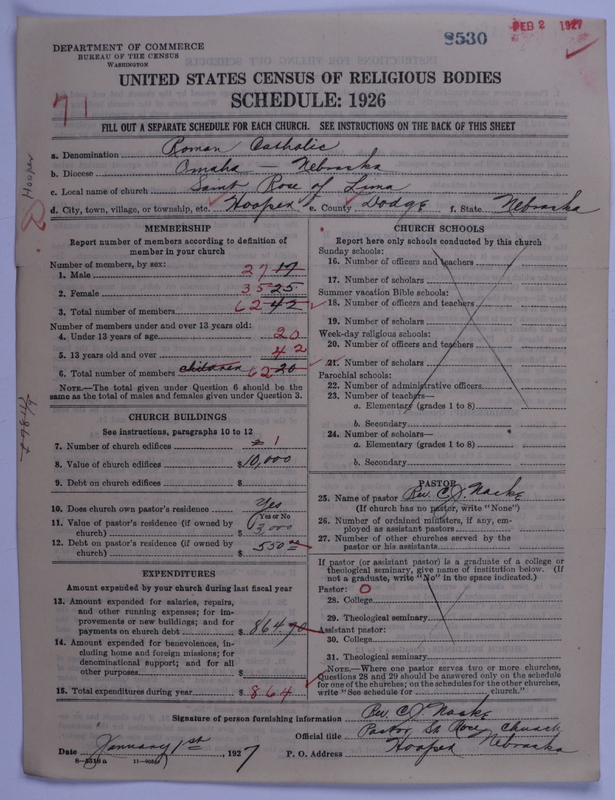 8530
FEB 2 1927
DEPARTMENT OF COMMERCE
BUREAU OF THE CENSUS
WASHINGTON
UNITED STATES CENSUS OF RELIGIOUS BODIES
SCHEDULE: 1926
71
FILL OUT A SEPARATE SCHEDULE FOR EACH CHURCH. SEE INSTRUCTIONS ON THE BACK OF THIS SHEET
a. Denomination Roman Catholic
b. Diocese Omaha — Nebraska
c. Local name of church Saint Rose of Lima
d. City, town, village, or township, etc. Hooper e. County Dodge f. State Nebraska
Hooper
MEMBERSHIP
Report number of members according to definition of
member in your church
Number of members, by sex:
1. Male 27 17
2. Female 35 25
3. Total number of members 62 42
Number of members under and over 13 years old:
4. Under 13 years of age 20
5. 13 years old and over 42
6. Total number of members children 62 20
NOTE.—The total given under Question 6 should be the
same as the total of males and females given under Question 3.
CHURCH BUILDINGS
See instructions, paragraphs 10 to 12
7. Number of church edifices 1
8. Value of church edifices $10,000
9. Debt on church edifices $
10. Does church own pastor's residence Yes
Yes or No
11. Value of pastor's residence (if owned by
church) $ 3,000
12. Debt on pastor's residence (if owned by
church) $ 550
EXPENDITURES
Amount expended by your church during last fiscal year
13. Amount expended for salaries, repairs,
and other running expenses; for im-
provements or new buildings; and for
payments on church debt $ 864 90
14. Amount expended for benevolences, in-
cluding home and foreign missions; for
denominational support; and for all
other purposes $
15. Total expenditures during year $ 864
CHURCH SCHOOLS
Report here only schools conducted by this church
Sunday schools:
16. Number of officers and teachers
17. Number of scholars
Summer vacation Bible schools:
18. Number of officers and teachers
19. Number of scholars
Week-day religious schools:
20. Number of officers and teachers
21. Number of scholars
Parochial schools:
22. Number of administrative officers
23. Number of teachers—
a. Elementary (grades 1 to 8)
b. Secondary
24. Number of scholars—
a. Elementary (grades 1 to 8)
b. Secondary
PASTOR
25. Name of pastor Rev. C. J. Naske
(If church has no pastor, write "None")
26. Number of ordained ministers, if any, em-
ployed as assistant pastors
27. Number of other churches served by the
pastor or his assistants
If pastor (or assistant pastor) is a graduate of a college or
theological seminary, give name of institution below. (If
not a graduate, write "No" in the space indicated.)
Pastor: O
28. College
29. Theological seminary
Assistant pastor:
30. College
31. Theological seminary
NOTE.—Where one pastor serves two or more churches,
Questions 28 and 29 should be answered only on the schedule
for one of the churches; on the schedules for the other churches,
write "See schedule for church."
Signature of person furnishing information Rev. C J Naske
Official title Pastor St Rose Church
Date January 1st, 1927 P. O. Address Hooper Nebraska